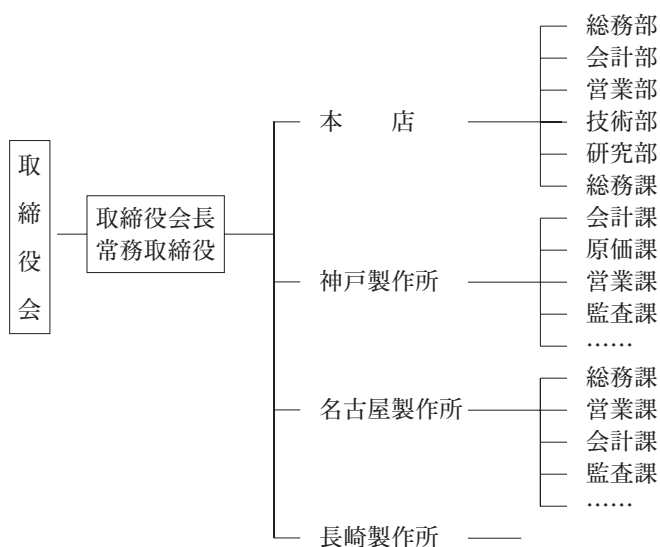 取締役会
取締役会長
常務取締役
本　　店
総務部
会計部
営業部
技術部
研究部
総務課
神戸製作所
会計課
原価課
営業課
監査課
……
名古屋製作所
総務課
営業課
会計課
監査課
……
長崎製作所